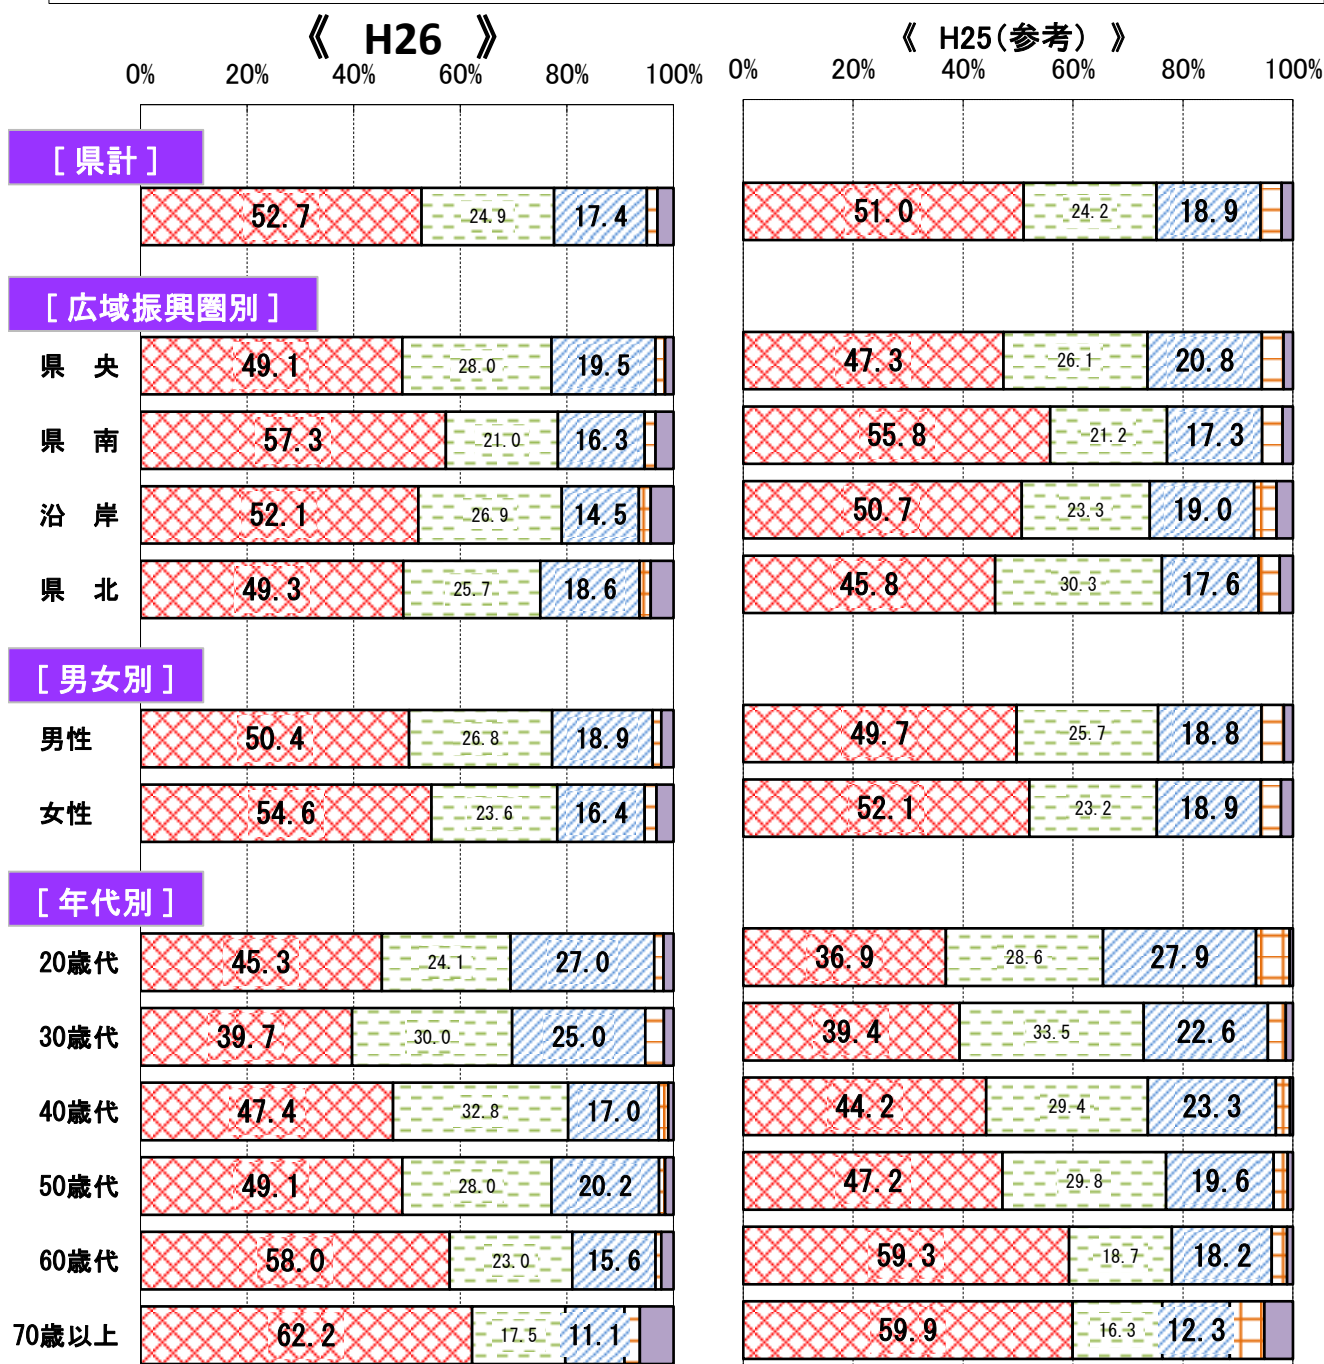 《 H26 》
《 H25(参考) 》
0% 20% 40% 60% 80% 100%
0% 20% 40% 60% 80% 100%
[ 県計 ]
52.7 24.9 17.4
51.0 24.2 18.9
[ 広域振興圏別 ]
県 央 49.1 28.0 19.5
47.3 26.1 20.8
県 南 57.3 21.0 16.3
55.8 21.2 17.3
沿 岸 52.1 26.9 14.5
50.7 23.3 19.0
県 北 49.3 25.7 18.6
45.8 30.3 17.6
[ 男女別 ]
男性 50.4 26.8 18.9
49.7 25.7 18.8
女性 54.6 23.6 16.4
52.1 23.2 18.9
[ 年代別 ]
20歳代 45.3 24.1 27.0
36.9 28.6 27.9
30歳代 39.7 30.0 25.0
39.4 33.5 22.6
40歳代 47.4 32.8 17.0
44.2 29.4 23.3
50歳代 49.1 28.0 20.2
47.2 29.8 19.6
60歳代 58.0 23.0 15.6
59.3 18.7 18.2
70歳以上 62.2 17.5 11.1
59.9 16.3 12.3